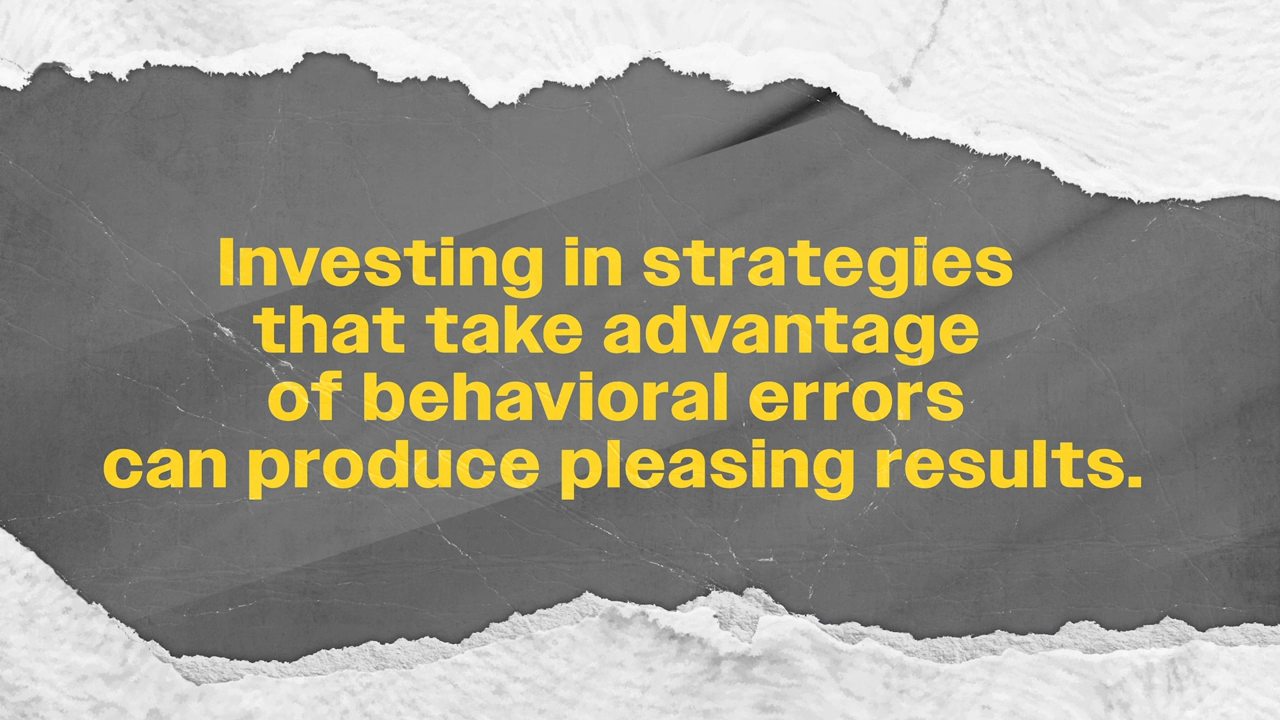 Investing in strategies
that take advantage
of behavioral errors
can produce pleasing results.